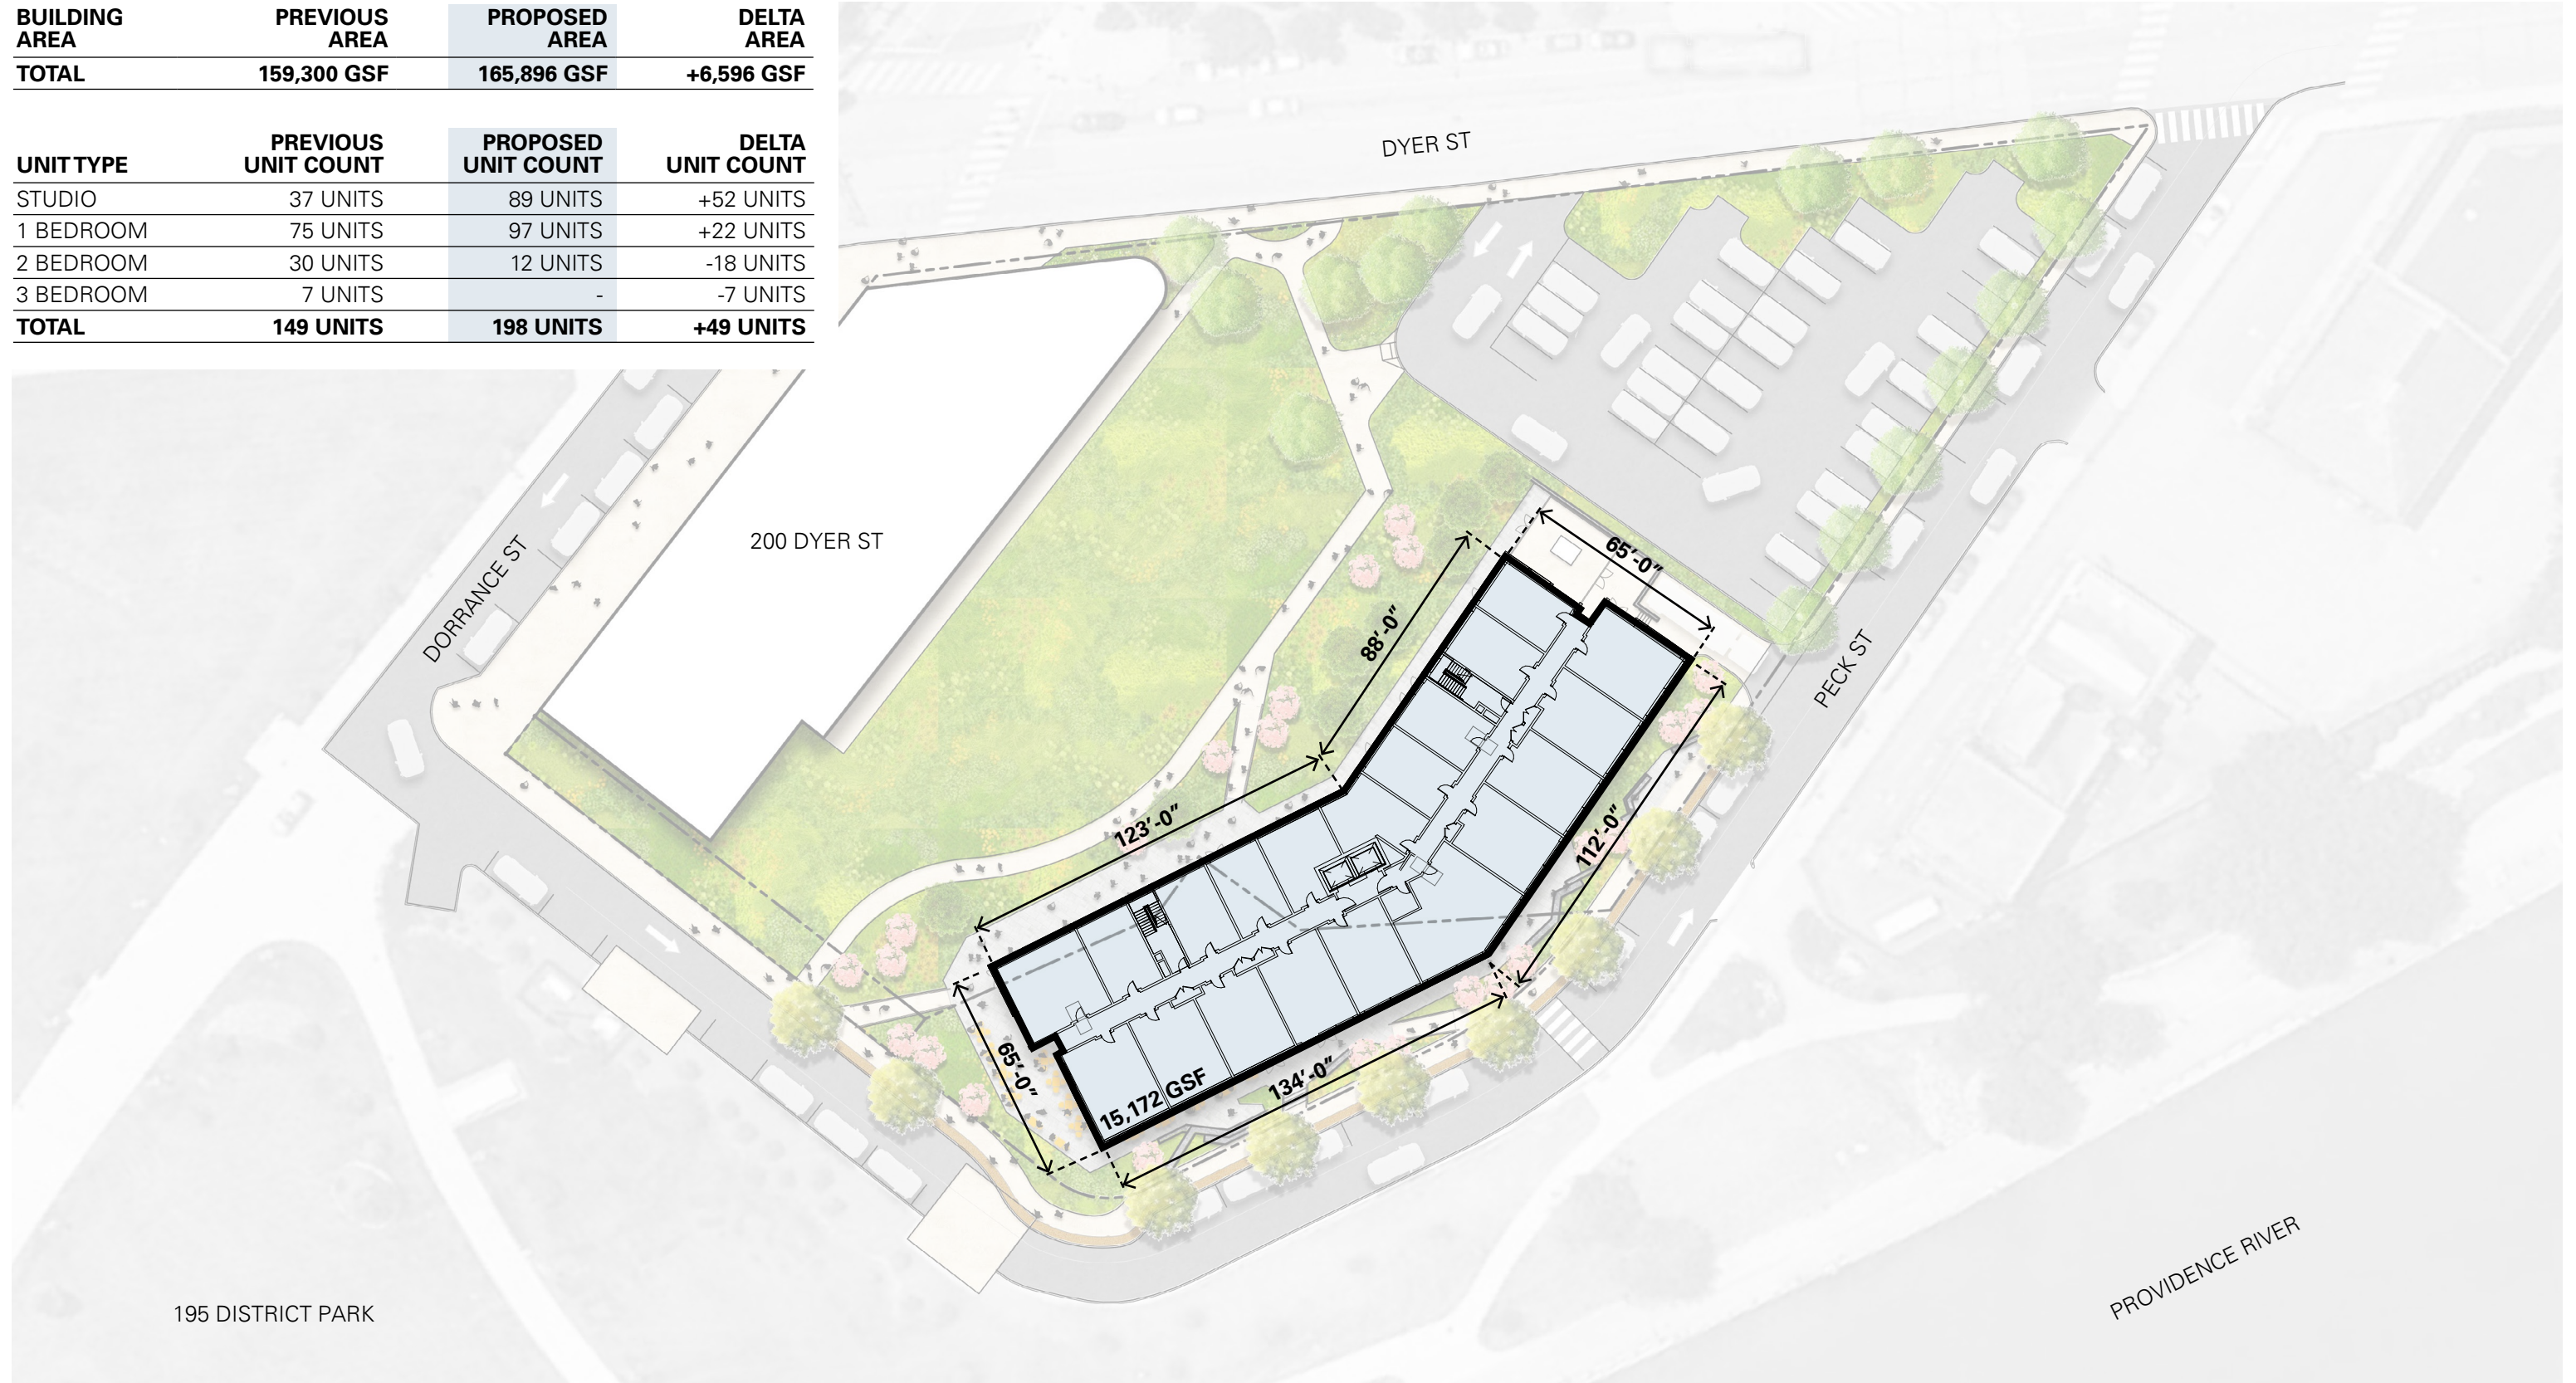 BUILDING AREA PREVIOUS AREA PROPOSED AREA DELTA AREA
TOTAL 159,300 GSF 165,896 GSF +6,596 GSF
UNIT TYPE PREVIOUS UNIT COUNT PROPOSED UNIT COUNT DELTA UNIT COUNT
STUDIO 37 UNITS 89 UNITS +52 UNITS
1 BEDROOM 75 UNITS 97 UNITS +22 UNITS
2 BEDROOM 30 UNITS 12 UNITS -18 UNITS
3 BEDROOM 7 UNITS - -7 UNITS
TOTAL 149 UNITS 198 UNITS +49 UNITS
DYER ST
200 DYER ST
DORRANCE ST
65'-0"
88'-0"
PECK ST
123'-0"
112'-0"
65'-0"
15,172 GSF
134'-0"
195 DISTRICT PARK
PROVIDENCE RIVER